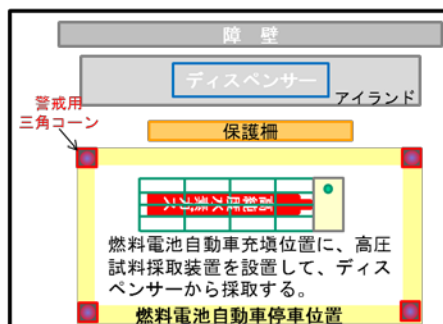 障 壁
ディスペンサー
アイランド
警戒用
三角コーン
保護柵
燃料電池自動車充塡位置に、高圧
試料採取装置を設置して、ディス
ペンサーから採取する。
燃料電池自動車停車位置